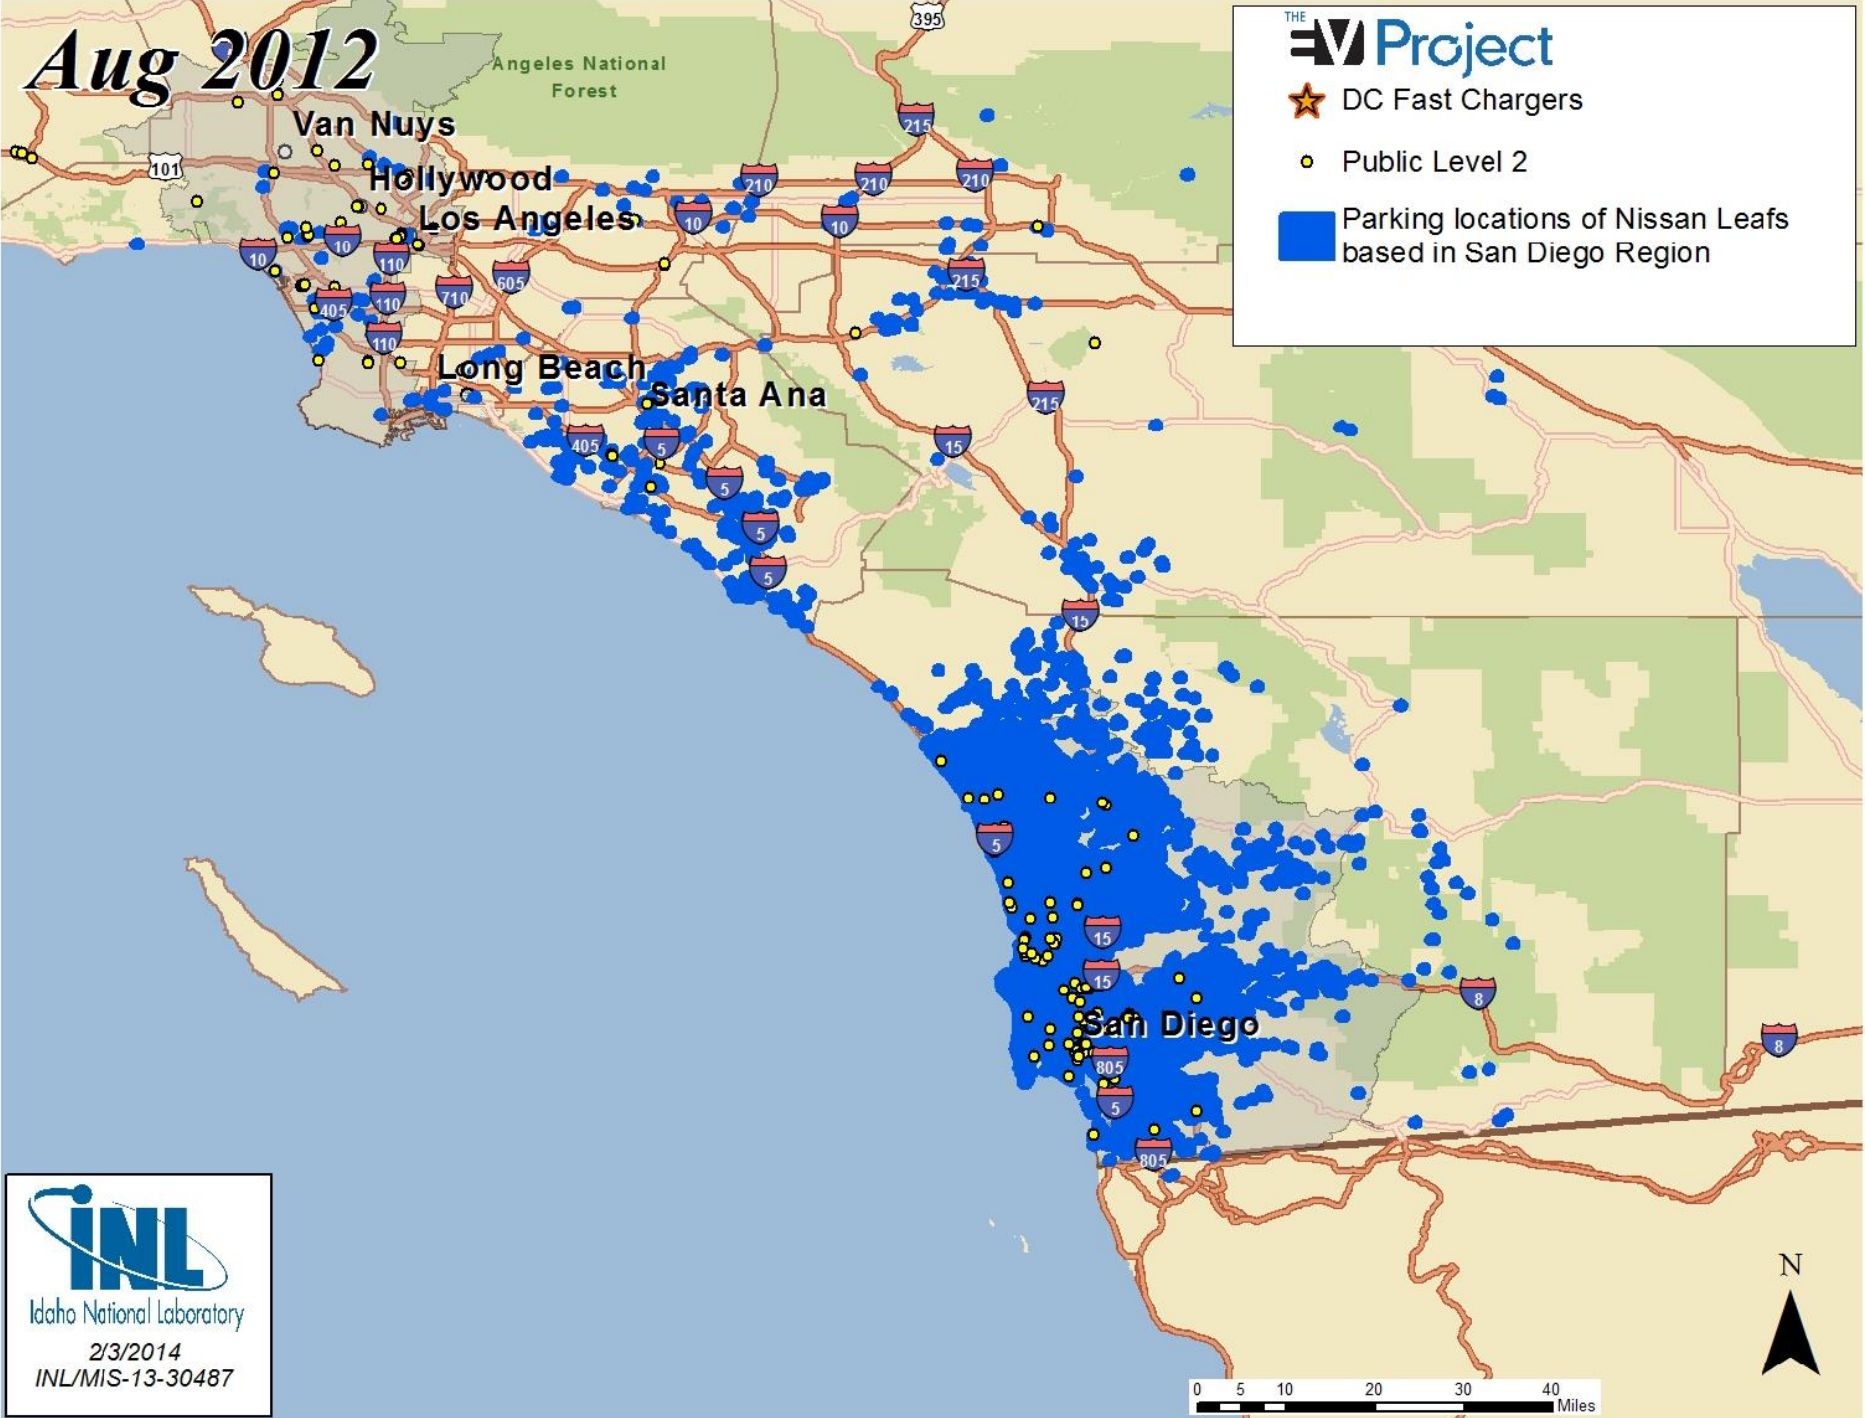 Aug 2012
THE
EV Project
DC Fast Chargers
Public Level 2
Parking locations of Nissan Leafs
based in San Diego Region
395
Angeles National
Forest
Van Nuys
215
101
Hollywood
210
210
210
Los Angeles
10
10
10
10
110
215
605
710
110
405
110
Long Beach
Santa Ana
215
405
5
15
5
5
5
15
5
15
15
8
San Diego
8
805
5
805
INL
Idaho National Laboratory
2/3/2014
INL/MIS-13-30487
N
0 5 10 20 30 40
Miles